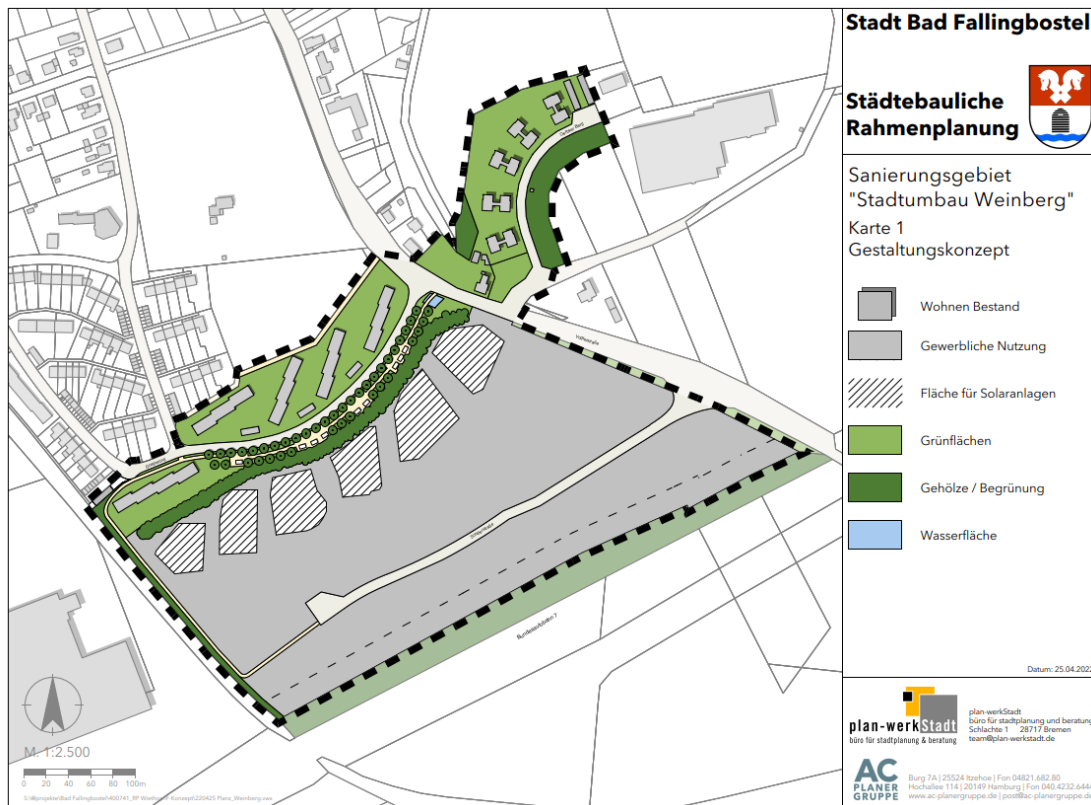 Stadt Bad Fallingbostel
Städtebauliche
Rahmenplanung
Sanierungsgebiet
"Stadtumbau Weinberg"
Karte 1
Gestaltungskonzept
Wohnen Bestand
Gewerbliche Nutzung
Fläche für Solaranlagen
Grünflächen
Gehölze / Begrünung
Wasserfläche
Datum: 25.04.2022
plan-werkStadt
büro für stadtplanung & beratung
plan-werkStadt
büro für stadtplanung und beratung
Schlachte 1 28717 Bremen
team@plan-werkstadt.de
AC
PLANER
GRUPPE
Burg 7A | 25524 Itzehoe | Fon 04821.682.80
Hochallee 114 | 20149 Hamburg | Fon 040.4232.6444
www.ac-planergruppe.de | post@ac-planergruppe.de
M. 1:2.500
0 20 40 60 80 100m